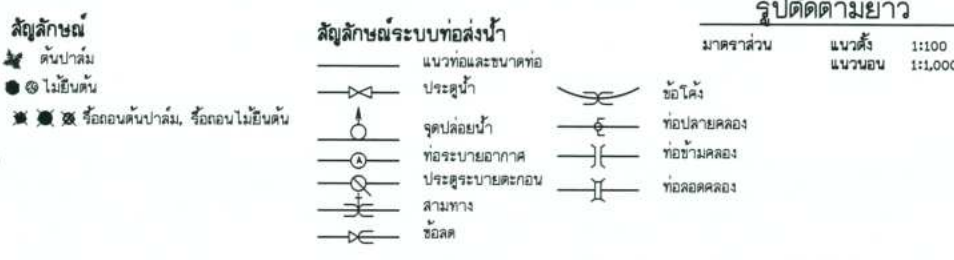 สัญลักษณ์
ต้นปาล์ม
ไม้ยืนต้น
รื้อถอนต้นปาล์ม, รื้อถอนไม้ยืนต้น
สัญลักษณ์ระบบท่อส่งน้ำ
แนวท่อและขนาดท่อ
ประตูน้ำ
จุดปล่อยน้ำ
A
ท่อระบายอากาศ
ประตูระบายตะกอน
สามทาง
ข้อลด
ข้อโค้ง
ท่อปลายคลอง
ท่อข้ามคลอง
ท่อลอดคลอง
รูปตัดตามยาว
มาตราส่วน แนวตั้ง 1:100
แนวนอน 1:1,000